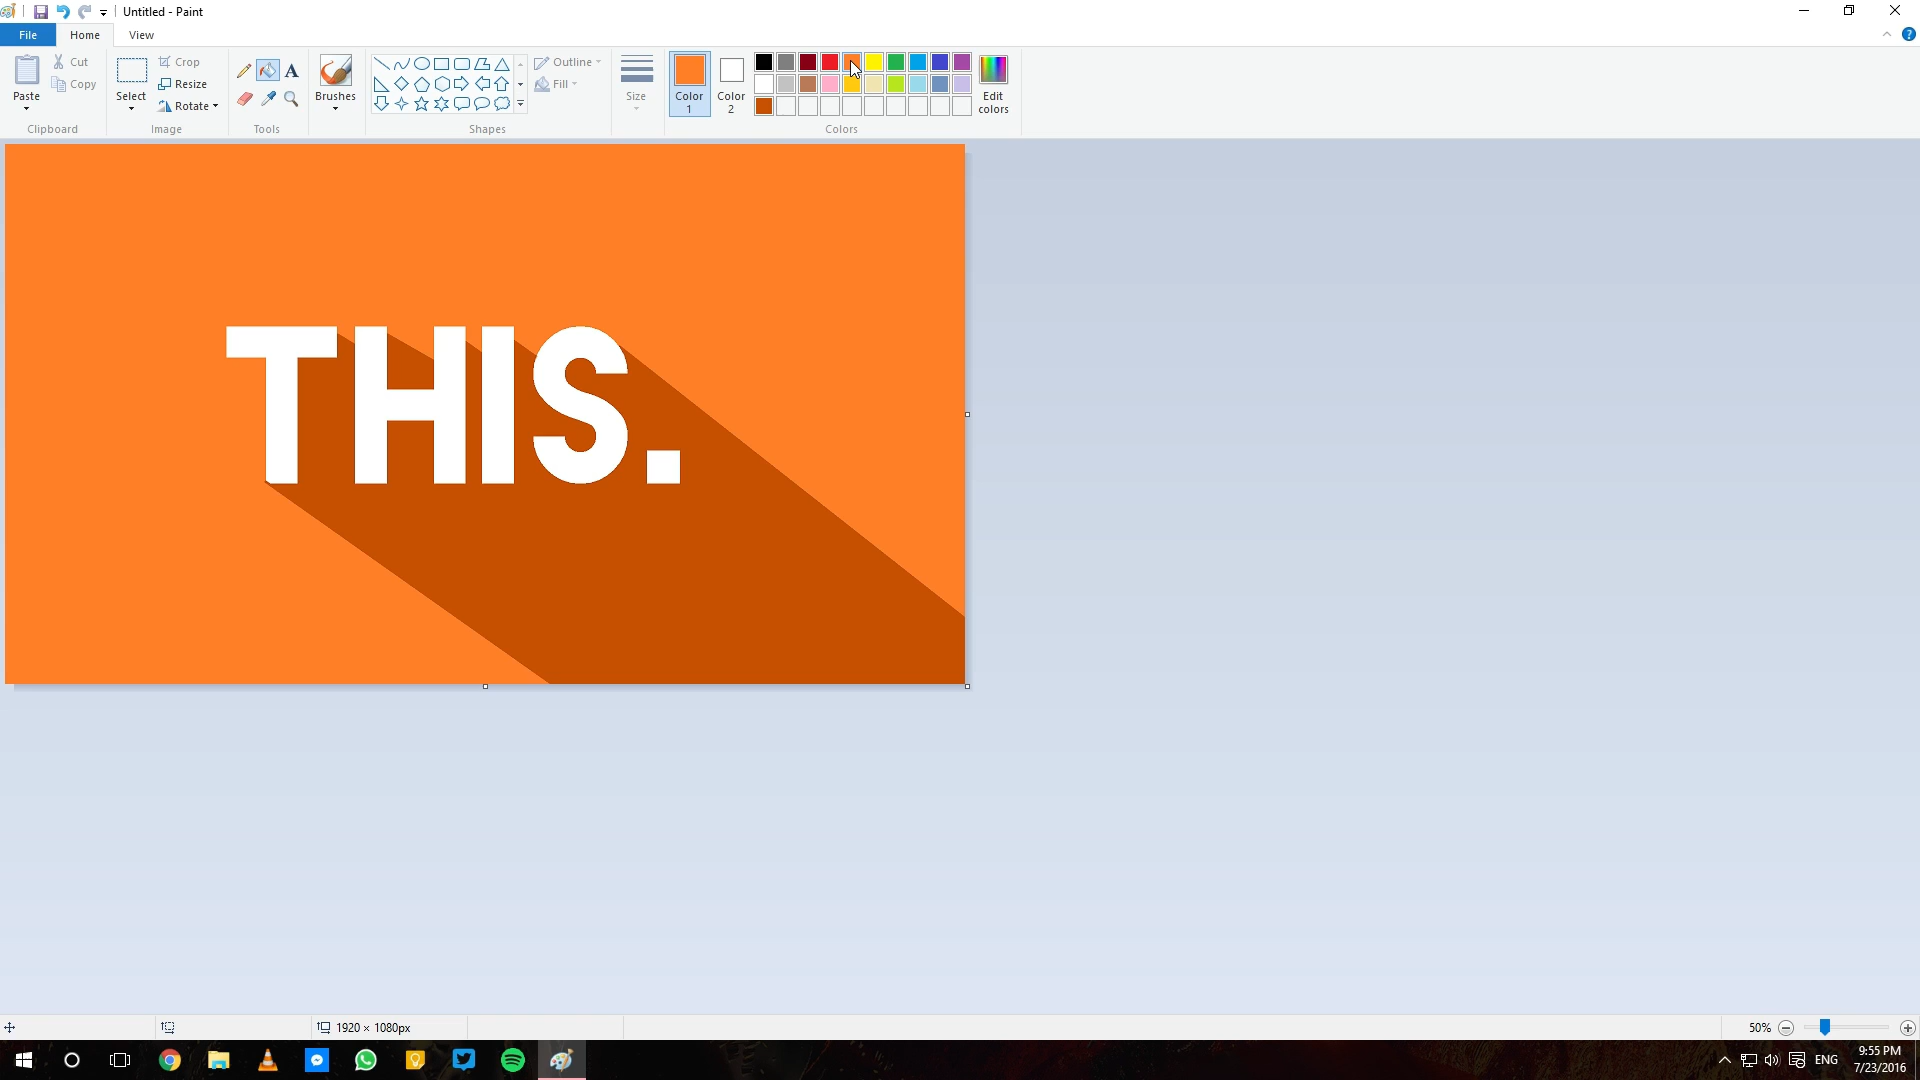 Untitled - Paint
File Home View
Paste
Cut
Copy
Clipboard
Select
Crop
Resize
Rotate
Image
A
Tools
Brushes
Shapes
Outline
Fill
Size
Color 1
Color 2
Edit colors
Colors
THIS.
1920 × 1080px
50%
ENG
9:55 PM
7/23/2016